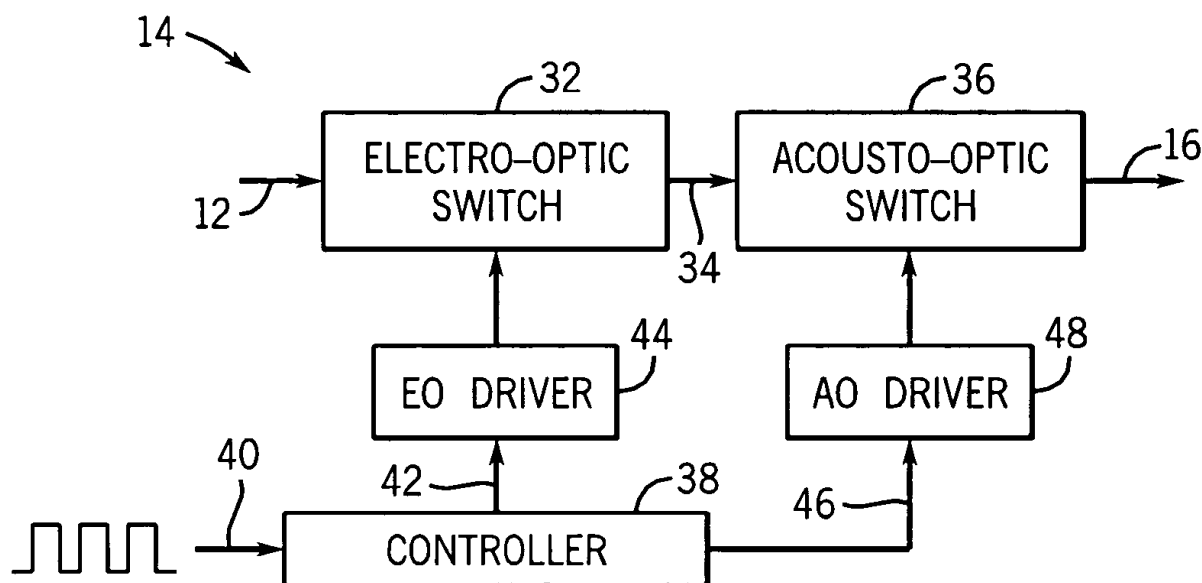 14
32
36
ELECTRO-OPTIC
SWITCH
ACOUSTO-OPTIC
SWITCH
16
12
34
44
48
EO DRIVER
AO DRIVER
40
42
38
46
CONTROLLER